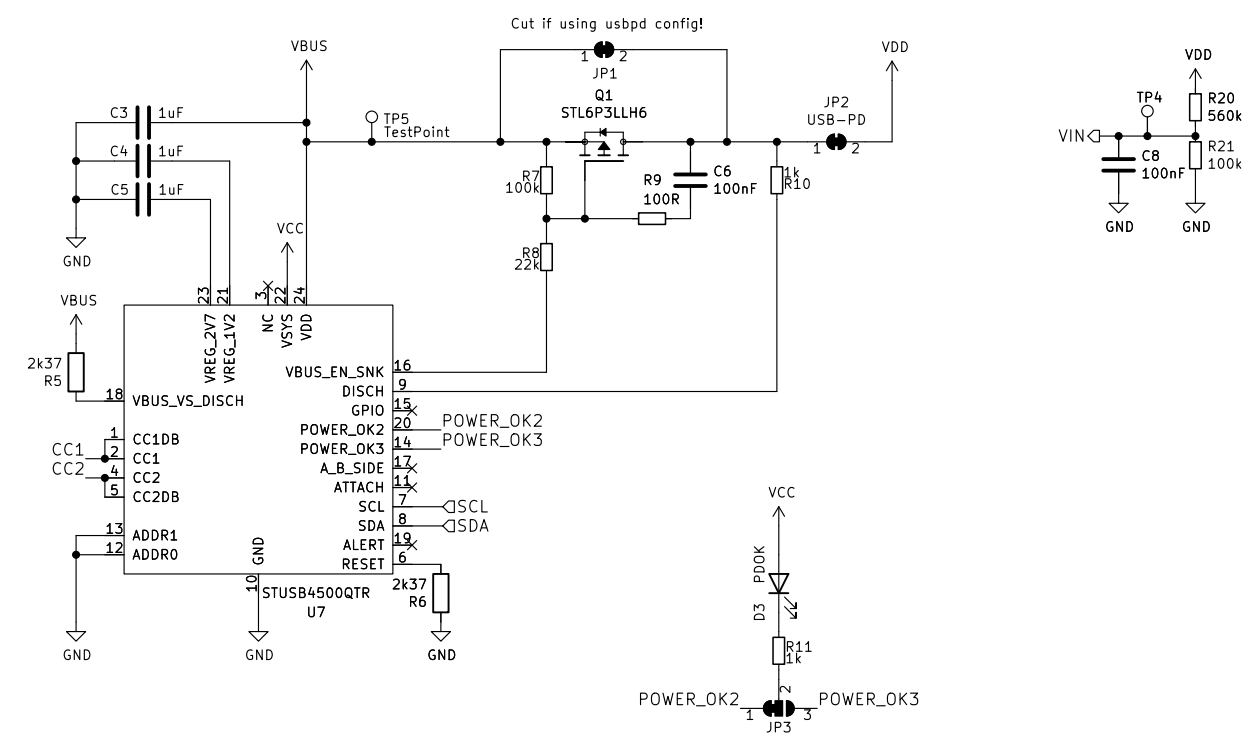 Cut if using usbpd config!
VBUS
1 2
JP1
VDD
VDD
C3 1uF
C4 1uF
C5 1uF
GND
TP5
TestPoint
Q1
STL6P3LLH6
JP2
USB-PD
1 2
TP4
R20
560k
VIN
C8
100nF
R21
100k
GND
GND
R7
100k
R9
100R
C6
100nF
1k
R10
R8
22k
VCC
VBUS
2k37
R5
23
21
3
22
24
VREG_2V7
VREG_1V2
NC
VSYS
VDD
18 VBUS_VS_DISCH
VBUS_EN_SNK 16
DISCH 9
GPIO 15
POWER_OK2 20 POWER_OK2
POWER_OK3 14 POWER_OK3
A_B_SIDE 17
ATTACH 11
SCL 7 SCL
SDA 8 SDA
ALERT 19
RESET 6
1 CC1DB
CC1 2 CC1
CC2 4 CC2
5 CC2DB
13 ADDR1
12 ADDR0
GND
10
STUSB4500QTR
U7
2k37
R6
GND
GND
GND
VCC
D3 PDOK
R11
1k
POWER_OK2 1 2 3 POWER_OK3
JP3